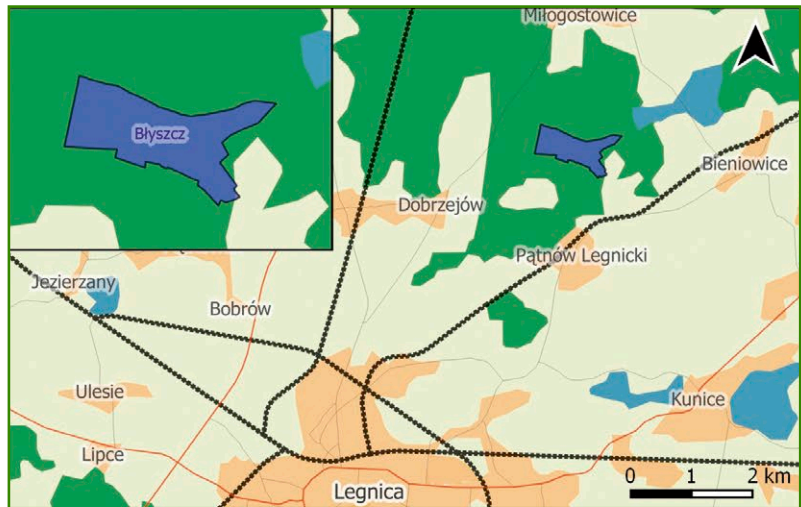 Miłogostowice
Błyszcz
Bieniowice
Dobrzejów
Pątnów Legnicki
Jezierzany
Bobrów
Ulesie
Kunice
Lipce
Legnica
0 1 2 km